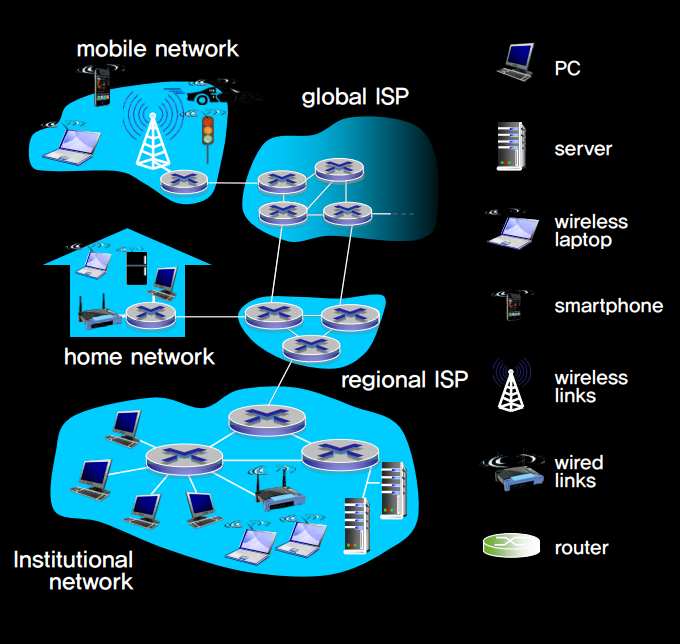 mobile network
global ISP
home network
regional ISP
Institutional
network
PC
server
wireless
laptop
smartphone
wireless
links
wired
links
router